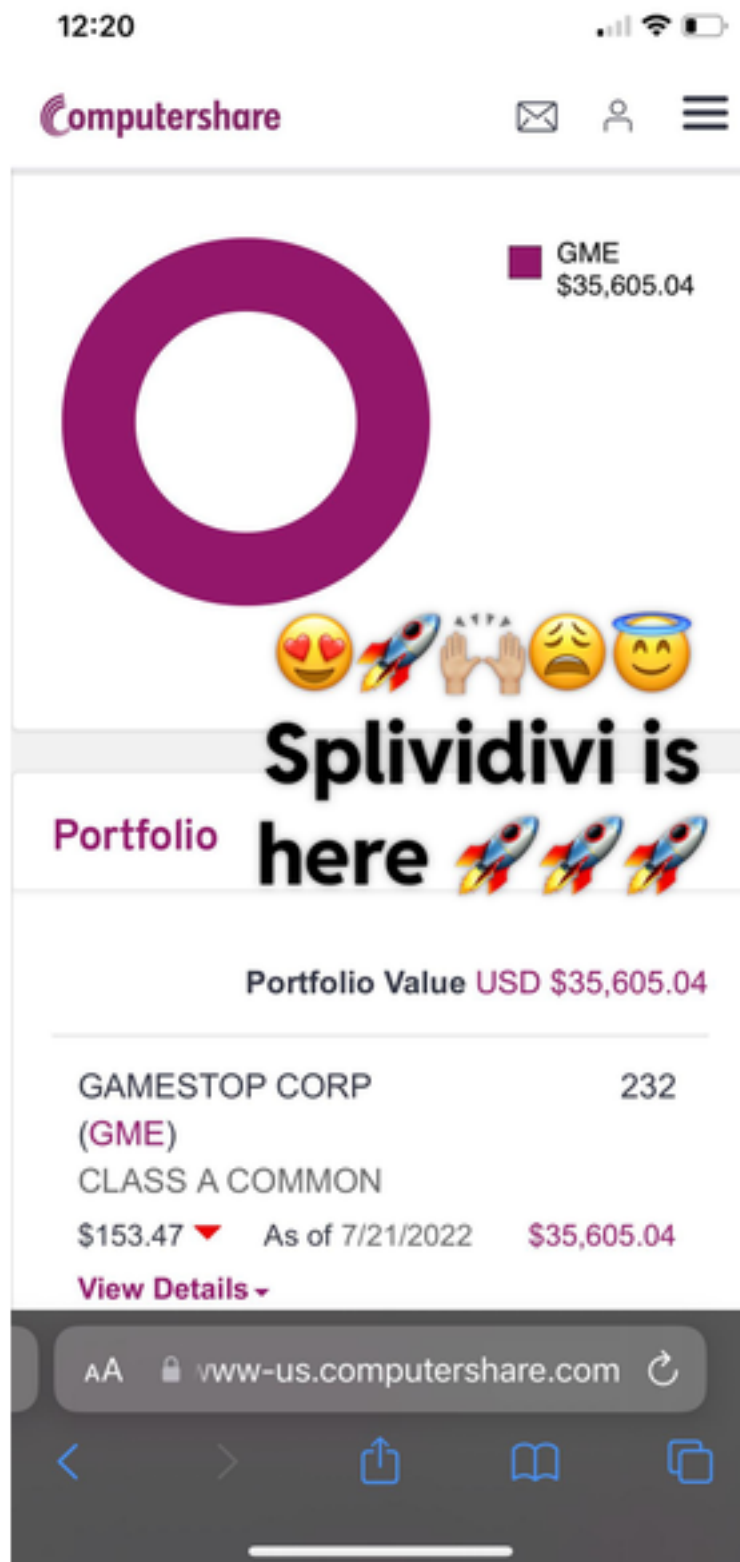 12:20
Computershare
GME
$35,605.04
😍🚀🙌🏼😩😇
Splividivi is
here 🚀🚀🚀
Portfolio
Portfolio Value USD $35,605.04
GAMESTOP CORP 232
(GME)
CLASS A COMMON
$153.47 As of 7/21/2022 $35,605.04
View Details
AA www-us.computershare.com